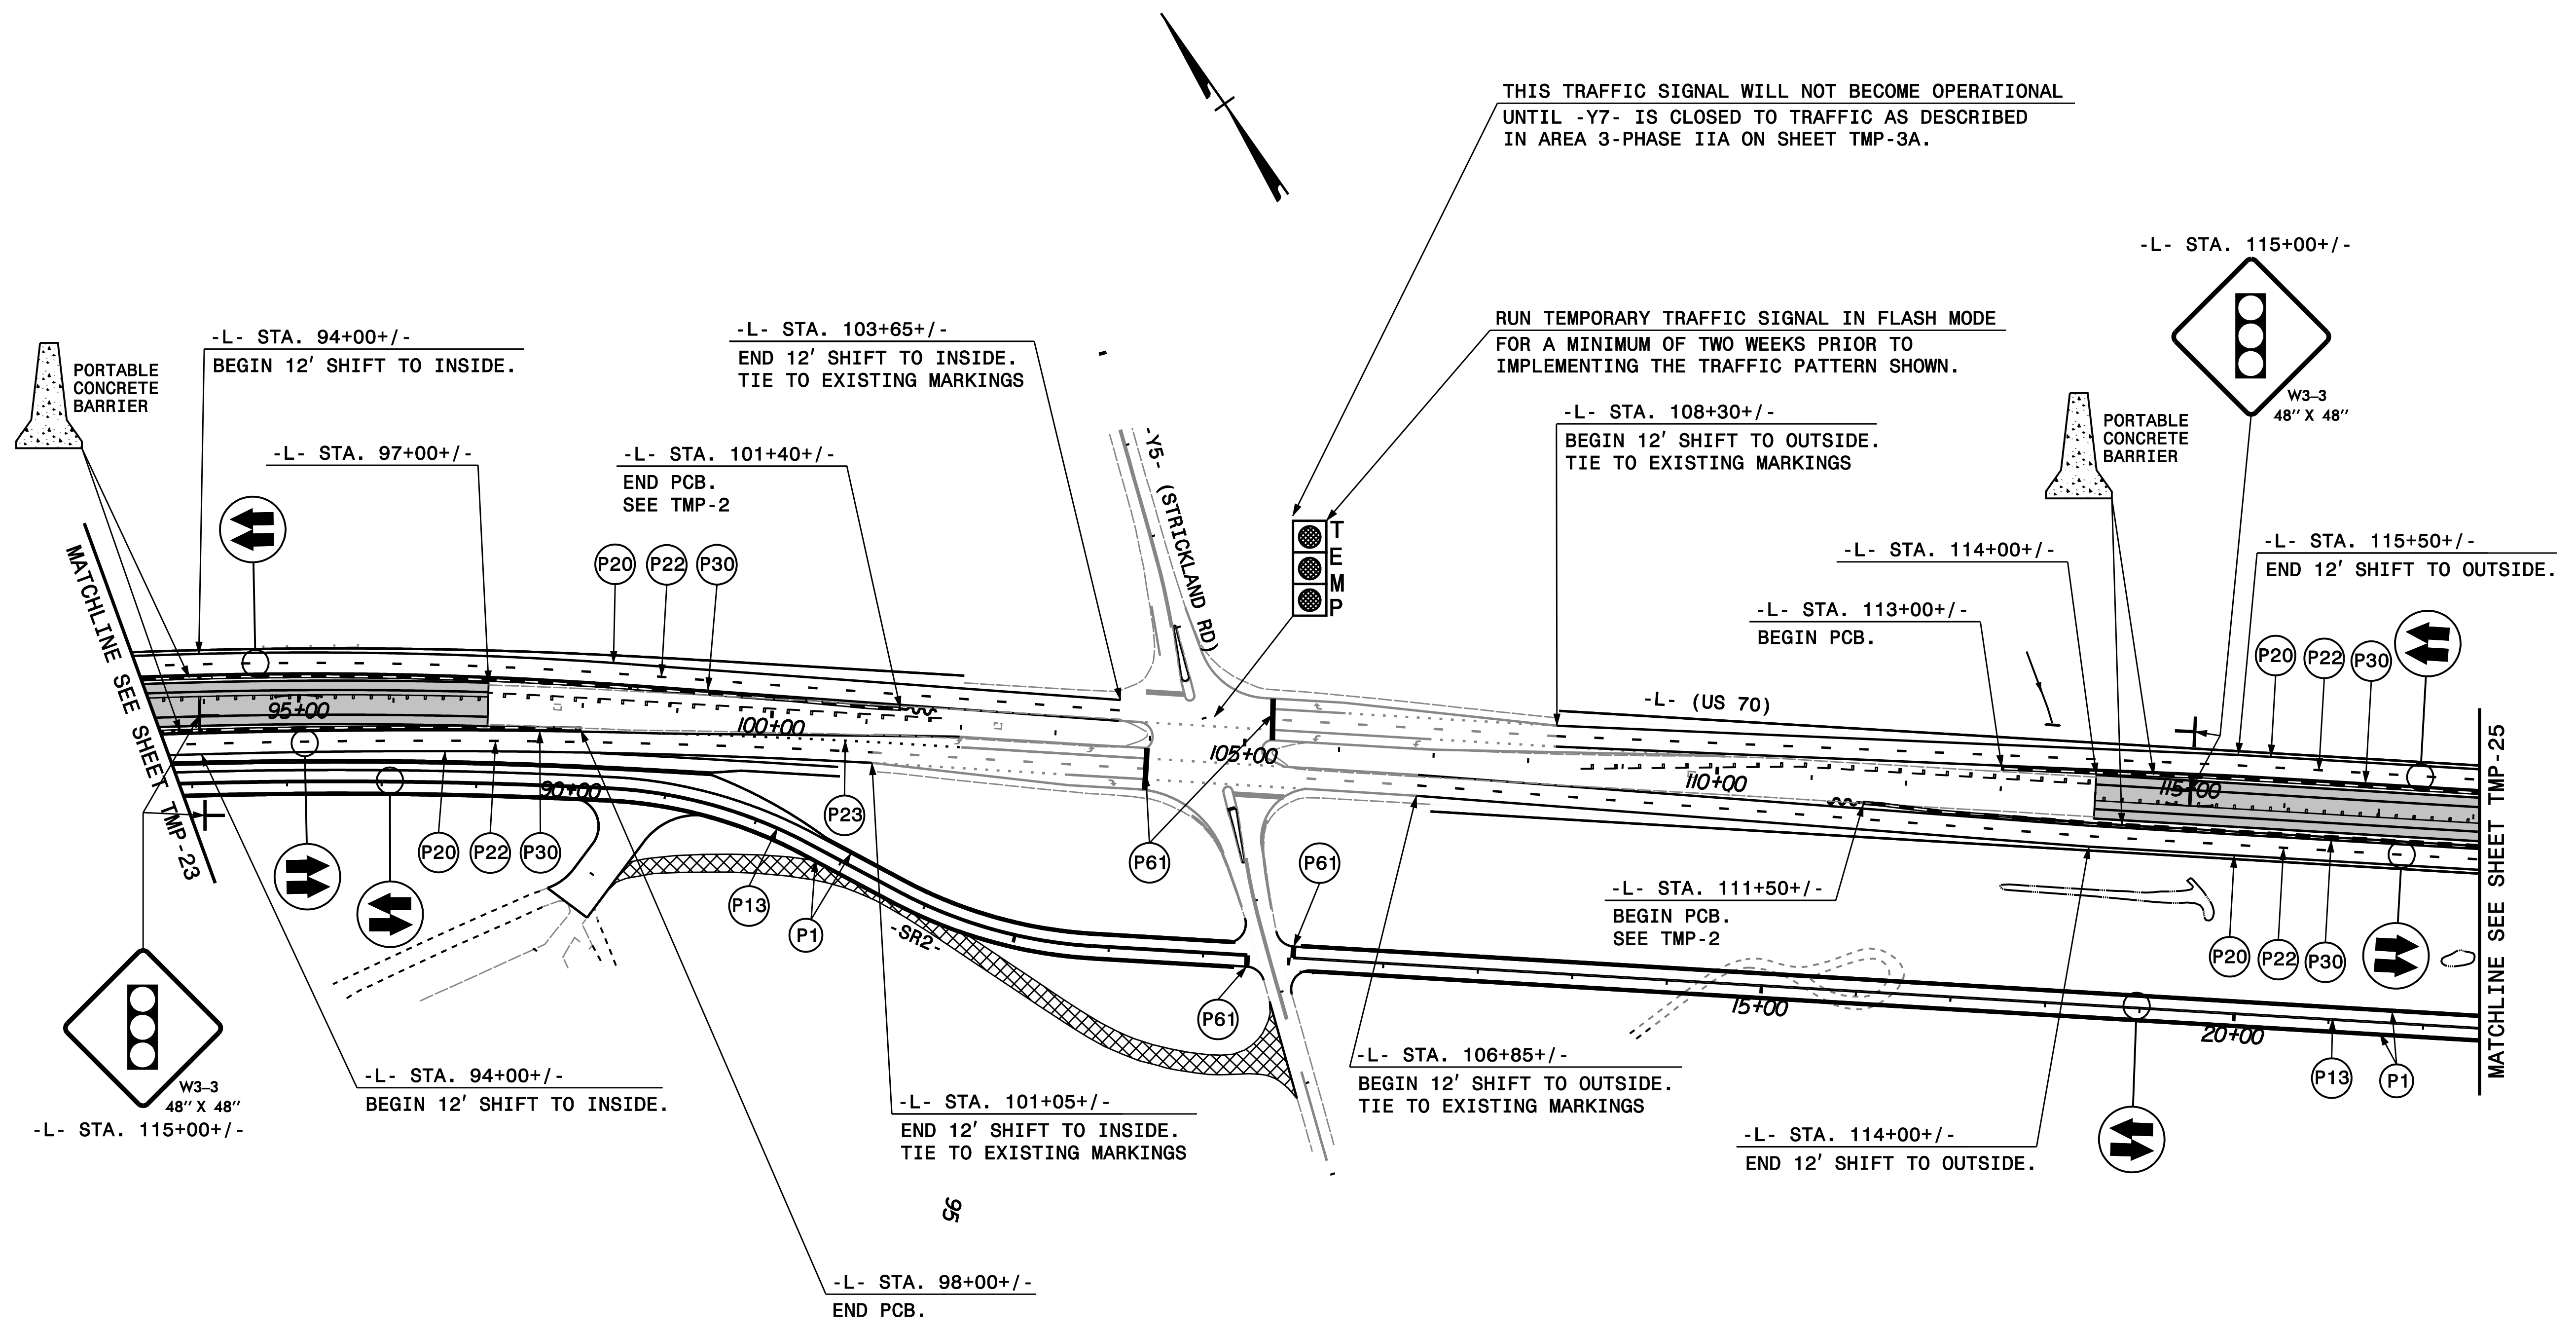 THIS TRAFFIC SIGNAL WILL NOT BECOME OPERATIONAL
UNTIL -Y7- IS CLOSED TO TRAFFIC AS DESCRIBED
IN AREA 3-PHASE IIA ON SHEET TMP-3A.
-L- STA. 115+00+/-
W3-3
48" X 48"
RUN TEMPORARY TRAFFIC SIGNAL IN FLASH MODE
FOR A MINIMUM OF TWO WEEKS PRIOR TO
IMPLEMENTING THE TRAFFIC PATTERN SHOWN.
-L- STA. 94+00+/-
BEGIN 12' SHIFT TO INSIDE.
-L- STA. 103+65+/-
END 12' SHIFT TO INSIDE.
TIE TO EXISTING MARKINGS
PORTABLE
CONCRETE
BARRIER
-L- STA. 97+00+/-
-L- STA. 101+40+/-
END PCB.
SEE TMP-2
-L- STA. 108+30+/-
BEGIN 12' SHIFT TO OUTSIDE.
TIE TO EXISTING MARKINGS
PORTABLE
CONCRETE
BARRIER
-L- STA. 114+00+/-
-L- STA. 115+50+/-
END 12' SHIFT TO OUTSIDE.
-L- STA. 113+00+/-
BEGIN PCB.
P20
P22
P30
TEMP
-Y5- (STRICKLAND RD)
P20
P22
P30
MATCHLINE SEE SHEET TMP-23
-L- (US 70)
95+00
100+00
105+00
110+00
115+00
90+00
MATCHLINE SEE SHEET TMP-25
P20
P22
P30
P23
P61
P61
P13
P1
-SR2-
-L- STA. 111+50+/-
BEGIN PCB.
SEE TMP-2
P20
P22
P30
P61
15+00
20+00
W3-3
48" X 48"
-L- STA. 115+00+/-
-L- STA. 94+00+/-
BEGIN 12' SHIFT TO INSIDE.
-L- STA. 101+05+/-
END 12' SHIFT TO INSIDE.
TIE TO EXISTING MARKINGS
-L- STA. 106+85+/-
BEGIN 12' SHIFT TO OUTSIDE.
TIE TO EXISTING MARKINGS
-L- STA. 114+00+/-
END 12' SHIFT TO OUTSIDE.
P13
P1
95
-L- STA. 98+00+/-
END PCB.